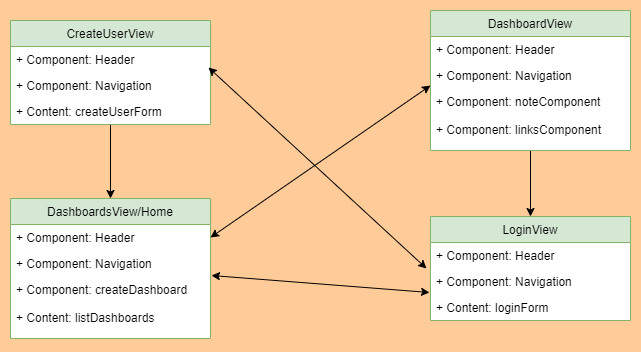 CreateUserView
+ Component: Header
+ Component: Navigation
+ Content: createUserForm
DashboardView
+ Component: Header
+ Component: Navigation
+ Component: noteComponent
+ Component: linksComponent
DashboardsView/Home
+ Component: Header
+ Component: Navigation
+ Component: createDashboard
+ Content: listDashboards
LoginView
+ Component: Header
+ Component: Navigation
+ Content: loginForm